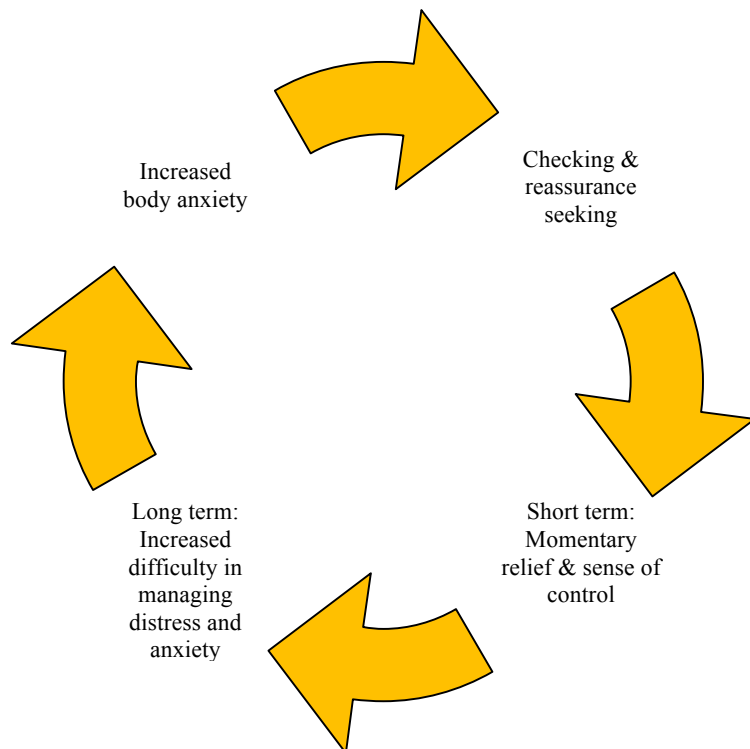 Increased
body anxiety
Checking &
reassurance
seeking
Short term:
Momentary
relief & sense of
control
Long term:
Increased
difficulty in
managing
distress and
anxiety